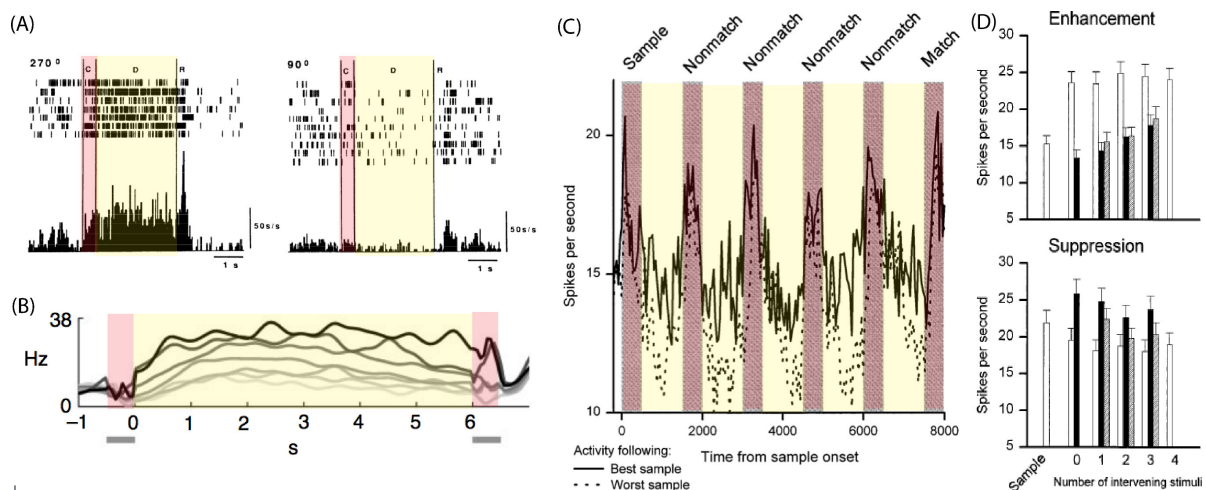 (A)
270°
C D R
50s/s
1 s
90°
C D R
50s/s
1 s
(B)
38
Hz
0
−1 0 1 2 3 4 5 6 7
s
(C)
Sample
Nonmatch
Nonmatch
Nonmatch
Nonmatch
Match
Spikes per second
20
15
10
0 2000 4000 6000 8000
Time from sample onset
Activity following:
Best sample
Worst sample
(D)
Enhancement
Spikes per second
30
25
20
15
10
5
Suppression
Spikes per second
30
25
20
15
10
5
Sample
0 1 2 3 4
Number of intervening stimuli